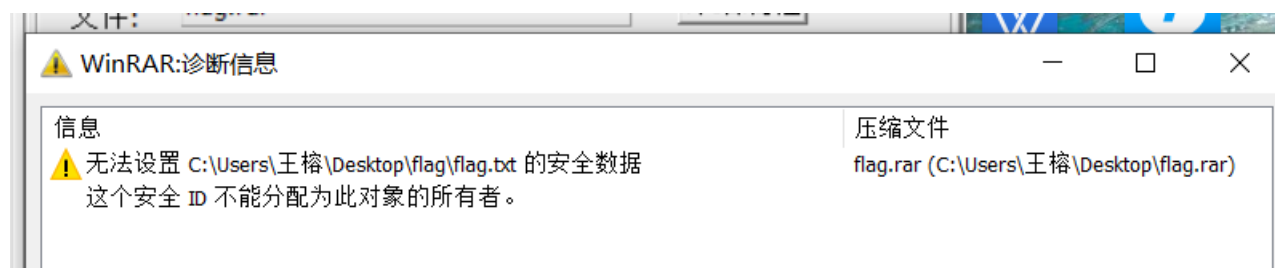 文件:
WinRAR:诊断信息
信息 压缩文件
无法设置 C:\Users\王榕\Desktop\flag\flag.txt 的安全数据 flag.rar (C:\Users\王榕\Desktop\flag.rar)
这个安全 ID 不能分配为此对象的所有者。